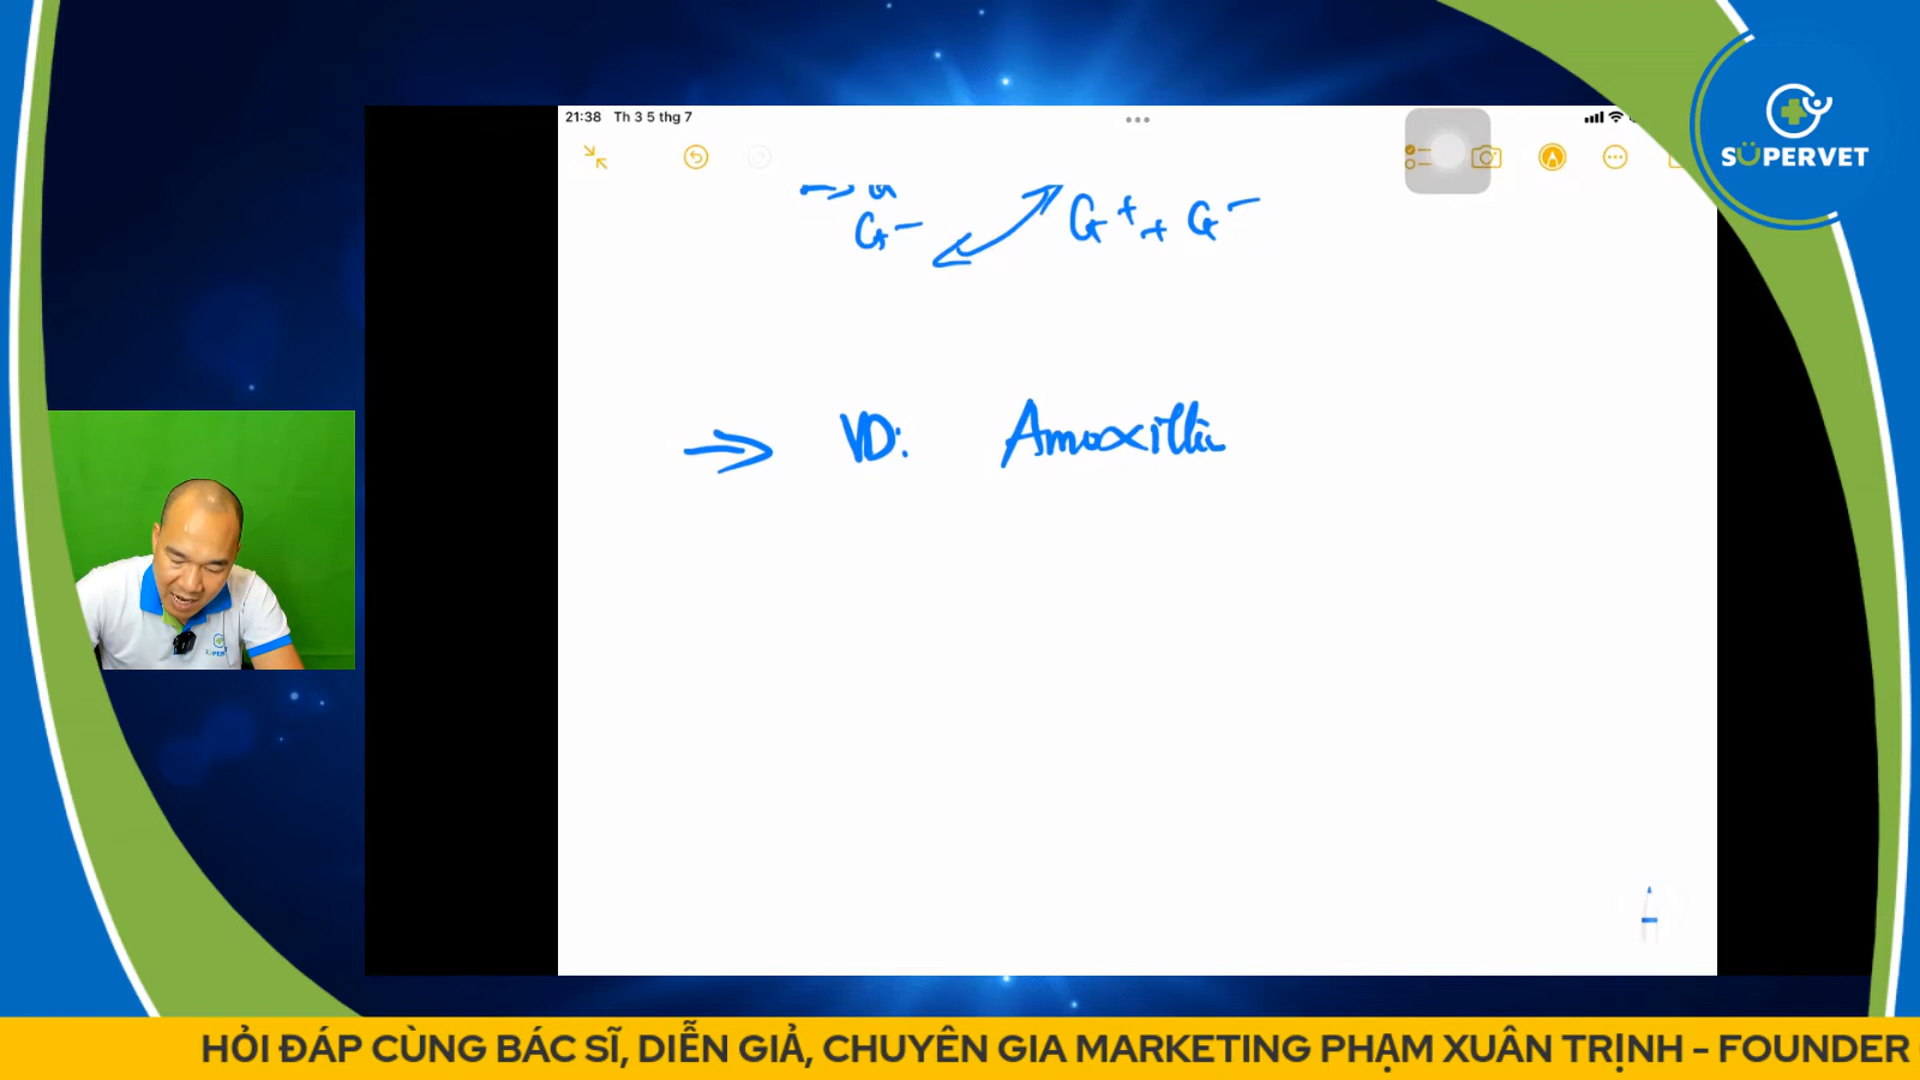 21:38 Th 3 5 thg 7
SÜPERVET
G+ + G-
G-
VD: Amoxillin
HỎI ĐÁP CÙNG BÁC SĨ, DIỄN GIẢ, CHUYÊN GIA MARKETING PHẠM XUÂN TRỊNH - FOUNDER